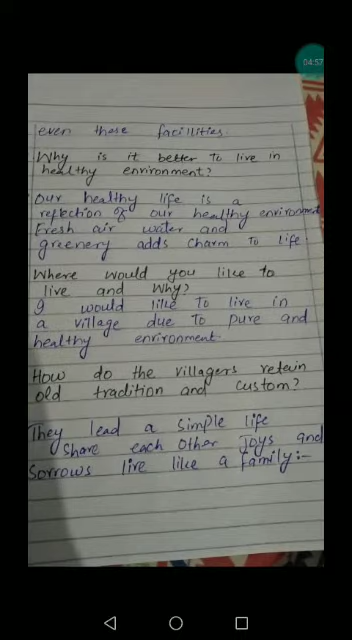 04:57
even these facillities.
Why is it better to live in
healthy environment?
Our healthy life is a
reflection of our healthy environment
Fresh air water and
greenery adds charm to life.
Where would you like to
live and Why?
I would like to live in
a village due to pure and
healthy environment
How do the villagers retain
old tradition and custom?
They lead a simple life
share each other joys and
sorrows live like a family:-